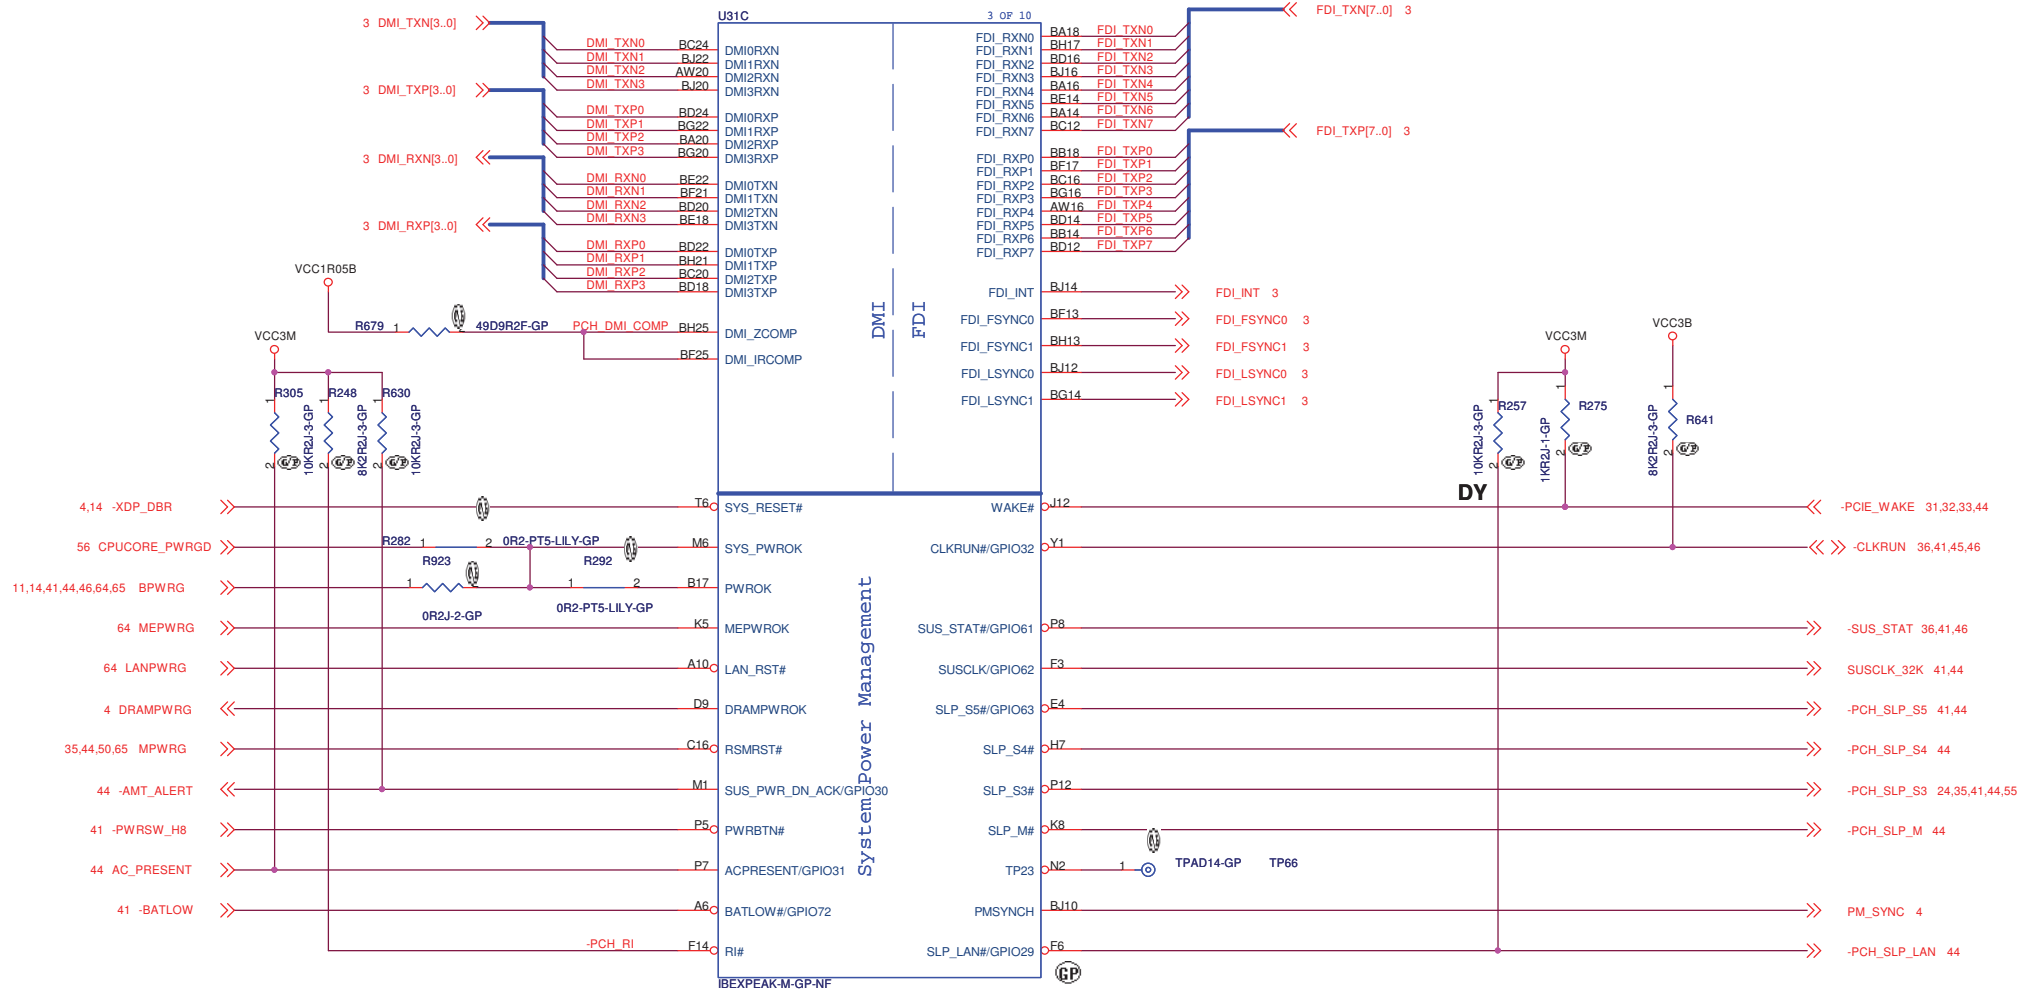 U31C
3 OF 10
3 DMI_TXN[3..0]
DMI_TXN0 BC24 DMI0RXN
DMI_TXN1 BJ22 DMI1RXN
DMI_TXN2 AW20 DMI2RXN
DMI_TXN3 BJ20 DMI3RXN
3 DMI_TXP[3..0]
DMI_TXP0 BD24 DMI0RXP
DMI_TXP1 BG22 DMI1RXP
DMI_TXP2 BA20 DMI2RXP
DMI_TXP3 BG20 DMI3RXP
3 DMI_RXN[3..0]
DMI_RXN0 BE22 DMI0TXN
DMI_RXN1 BF21 DMI1TXN
DMI_RXN2 BD20 DMI2TXN
DMI_RXN3 BE18 DMI3TXN
3 DMI_RXP[3..0]
DMI_RXP0 BD22 DMI0TXP
DMI_RXP1 BH21 DMI1TXP
DMI_RXP2 BC20 DMI2TXP
DMI_RXP3 BD18 DMI3TXP
VCC1R05B
R679 1 2 49D9R2F-GP PCH_DMI_COMP BH25 DMI_ZCOMP
BF25 DMI_IRCOMP
DMI
FDI
FDI_TXN[7..0] 3
FDI_RXN0 BA18 FDI_TXN0
FDI_RXN1 BH17 FDI_TXN1
FDI_RXN2 BD16 FDI_TXN2
FDI_RXN3 BJ16 FDI_TXN3
FDI_RXN4 BA16 FDI_TXN4
FDI_RXN5 BE14 FDI_TXN5
FDI_RXN6 BA14 FDI_TXN6
FDI_RXN7 BC12 FDI_TXN7
FDI_TXP[7..0] 3
FDI_RXP0 BB18 FDI_TXP0
FDI_RXP1 BF17 FDI_TXP1
FDI_RXP2 BC16 FDI_TXP2
FDI_RXP3 BG16 FDI_TXP3
FDI_RXP4 AW16 FDI_TXP4
FDI_RXP5 BD14 FDI_TXP5
FDI_RXP6 BB14 FDI_TXP6
FDI_RXP7 BD12 FDI_TXP7
FDI_INT BJ14 FDI_INT 3
FDI_FSYNC0 BF13 FDI_FSYNC0 3
FDI_FSYNC1 BH13 FDI_FSYNC1 3
FDI_LSYNC0 BJ12 FDI_LSYNC0 3
FDI_LSYNC1 BG14 FDI_LSYNC1 3
VCC3M
R305 1 2 10KR2J-3-GP
R248 1 2 8K2R2J-3-GP
R630 1 2 10KR2J-3-GP
VCC3M
R257 1 2 10KR2J-3-GP
DY
R275 1 2 1KR2J-1-GP
VCC3B
R641 1 2 8K2R2J-3-GP
4,14 -XDP_DBR T6 SYS_RESET#
56 CPUCORE_PWRGD R282 1 2 0R2-PT5-LILY-GP M6 SYS_PWROK
R923 R292
11,14,41,44,46,64,65 BPWRG 1 2 1 2 B17 PWROK
0R2J-2-GP 0R2-PT5-LILY-GP
64 MEPWRG K5 MEPWROK
64 LANPWRG A10 LAN_RST#
4 DRAMPWRG D9 DRAMPWROK
35,44,50,65 MPWRG C16 RSMRST#
44 -AMT_ALERT M1 SUS_PWR_DN_ACK/GPIO30
41 -PWRSW_H8 P5 PWRBTN#
44 AC_PRESENT P7 ACPRESENT/GPIO31
41 -BATLOW A6 BATLOW#/GPIO72
-PCH_RI F14 RI#
System Power Management
WAKE# J12 -PCIE_WAKE 31,32,33,44
CLKRUN#/GPIO32 Y1 -CLKRUN 36,41,45,46
SUS_STAT#/GPIO61 P8 -SUS_STAT 36,41,46
SUSCLK/GPIO62 F3 SUSCLK_32K 41,44
SLP_S5#/GPIO63 E4 -PCH_SLP_S5 41,44
SLP_S4# H7 -PCH_SLP_S4 44
SLP_S3# P12 -PCH_SLP_S3 24,35,41,44,55
SLP_M# K8 -PCH_SLP_M 44
TP23 N2 1 TPAD14-GP TP66
PMSYNCH BJ10 PM_SYNC 4
SLP_LAN#/GPIO29 F6 -PCH_SLP_LAN 44
GP
IBEXPEAK-M-GP-NF